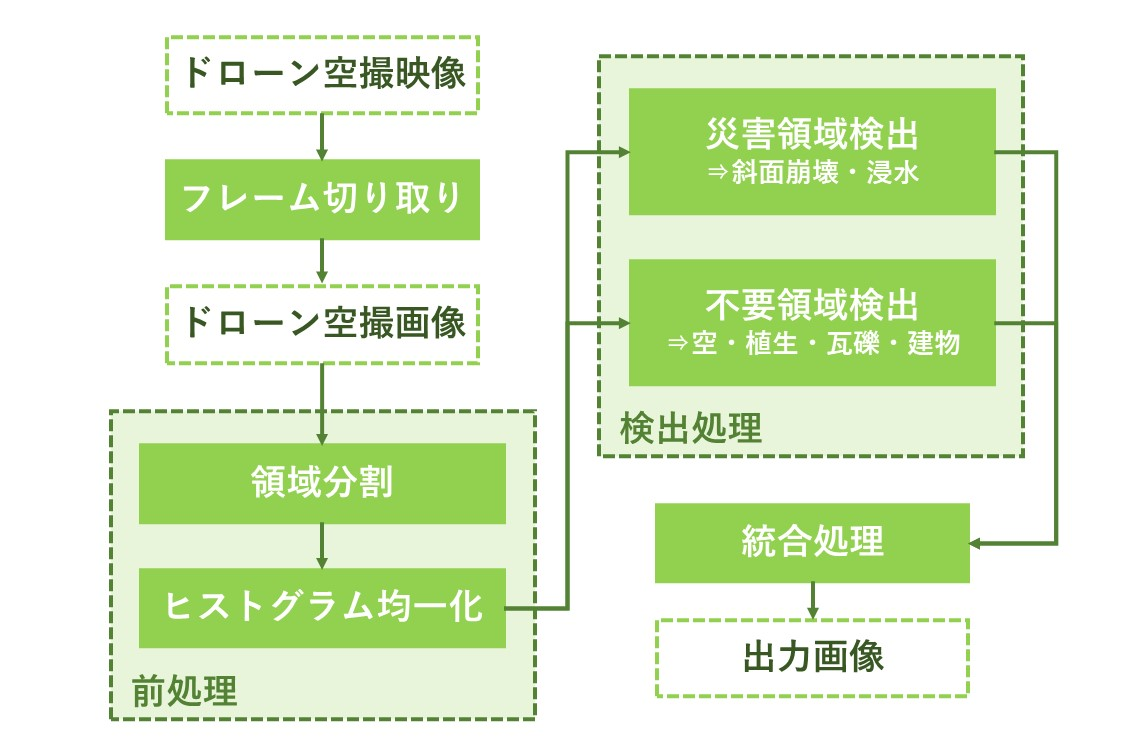 ドローン空撮映像
フレーム切り取り
ドローン空撮画像
領域分割
ヒストグラム均一化
前処理
災害領域検出
⇒斜面崩壊・浸水
不要領域検出
⇒空・植生・瓦礫・建物
検出処理
統合処理
出力画像